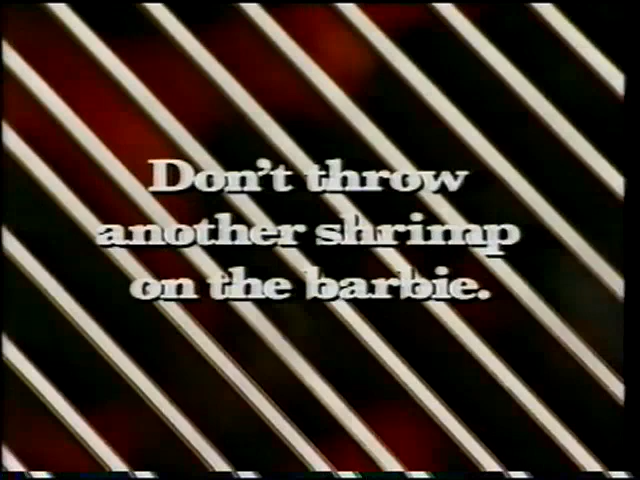 Don't throw
another shrimp
on the barbie.